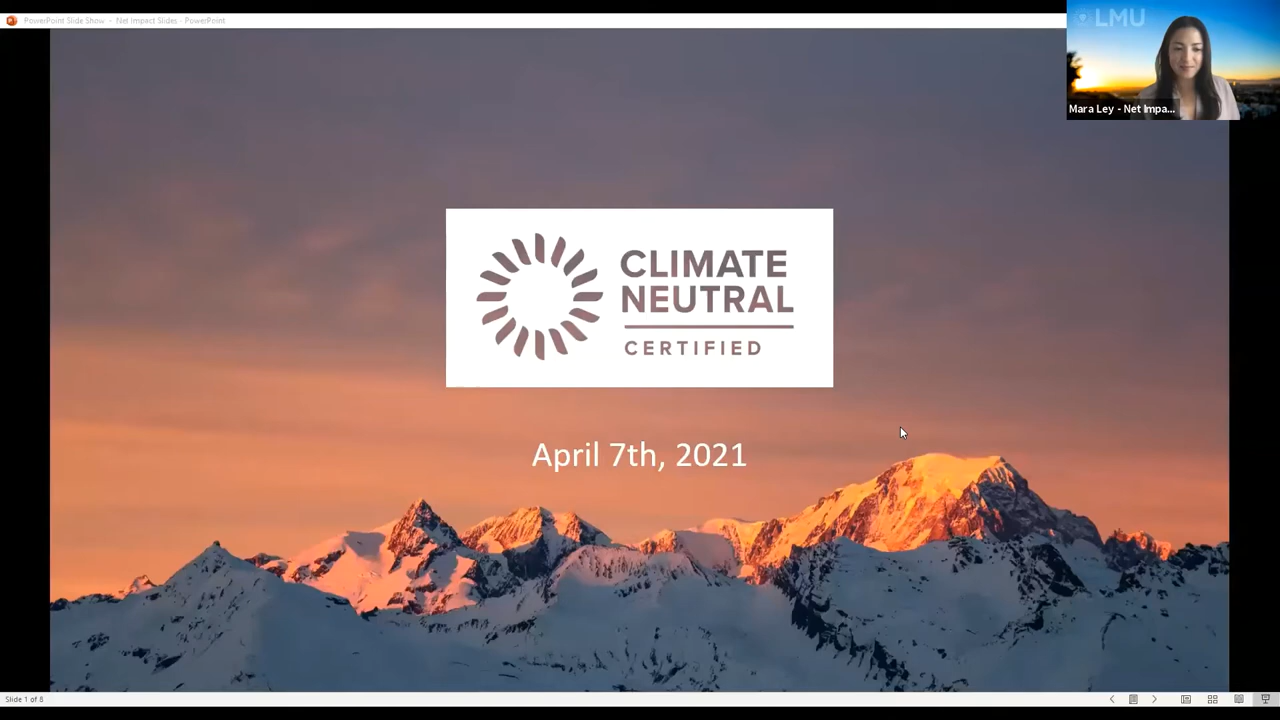 PowerPoint Slide Show - Net Impact Slides - PowerPoint
LMU
Mara Ley - Net Impa...
CLIMATE
NEUTRAL
CERTIFIED
April 7th, 2021
Slide 1 of 8